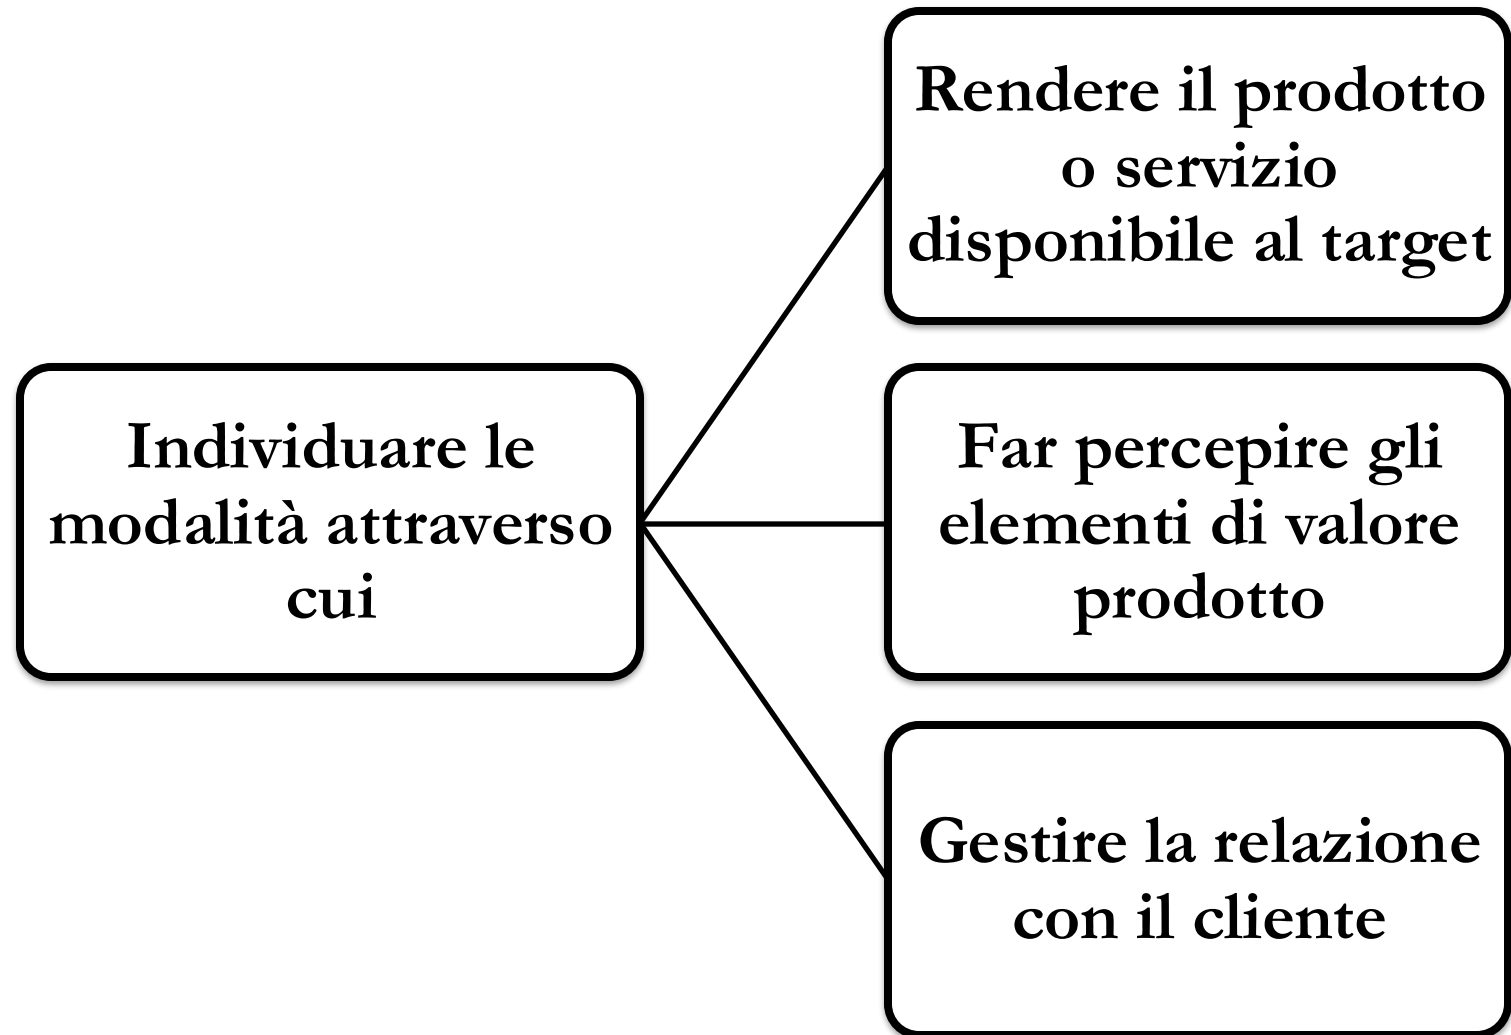 Individuare le
modalità attraverso
cui
Rendere il prodotto
o servizio
disponibile al target
Far percepire gli
elementi di valore
prodotto
Gestire la relazione
con il cliente